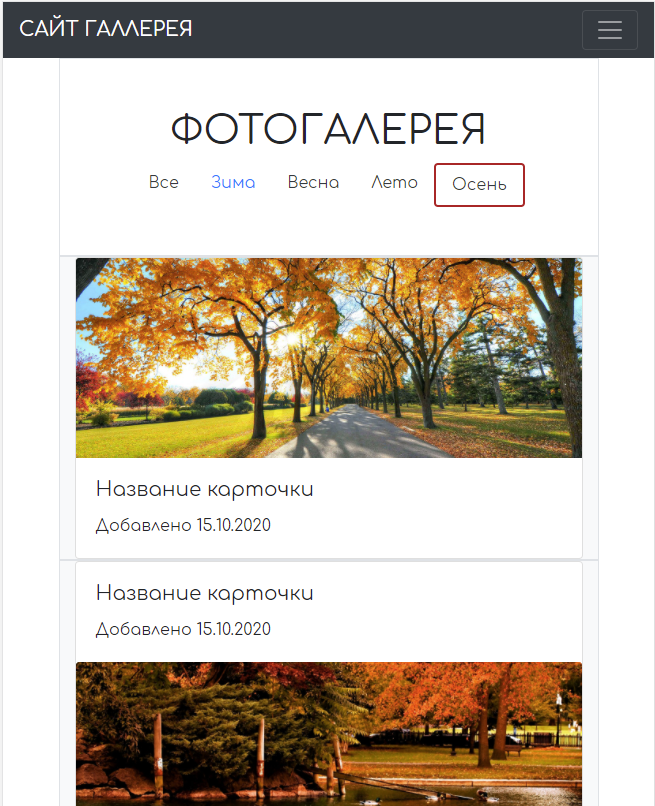 САЙТ ГАЛЛЕРЕЯ
ФОТОГАЛЕРЕЯ
Все Зима Весна Лето Осень
Название карточки
Добавлено 15.10.2020
Название карточки
Добавлено 15.10.2020